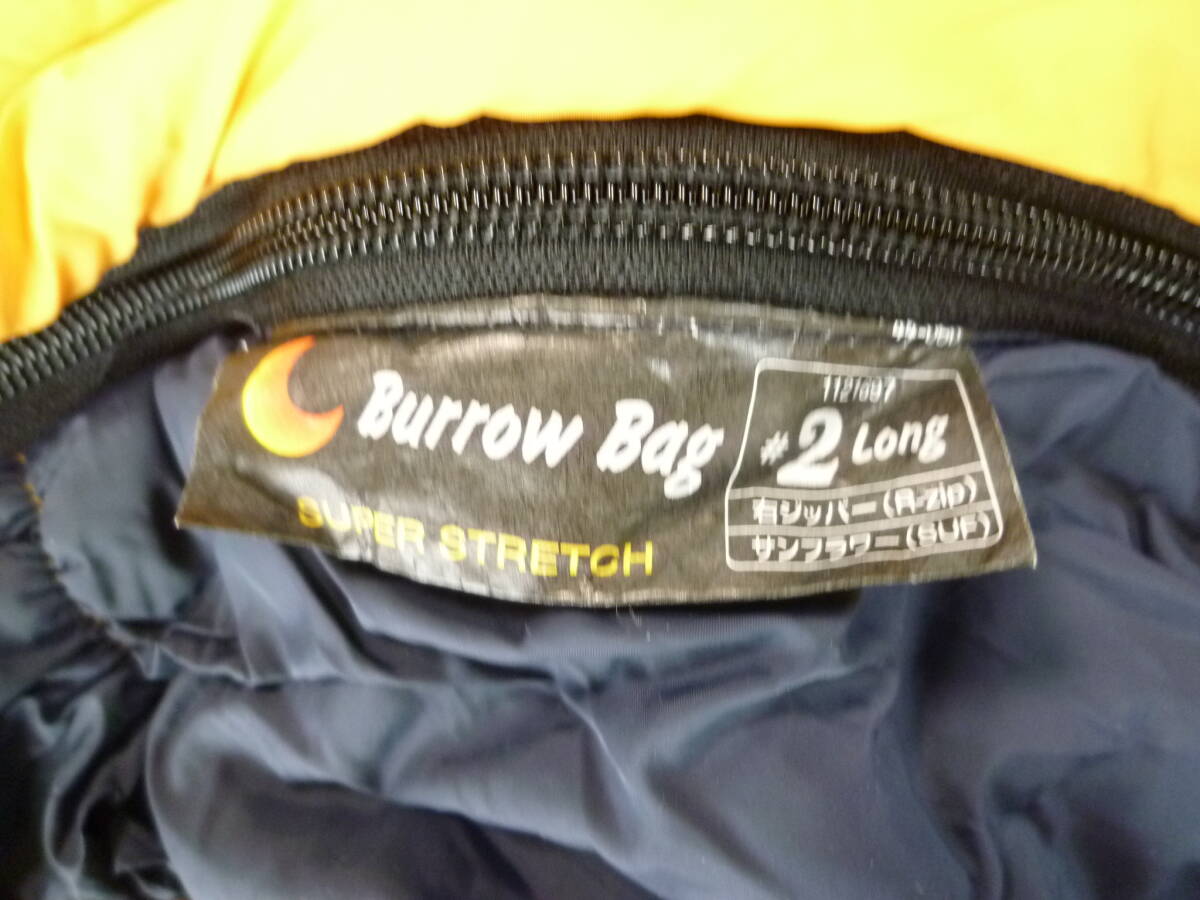 Burrow Bag
SUPER STRETCH
1121697
#2 Long
右ジッパー(R-zip)
サンフラワー(SUF)